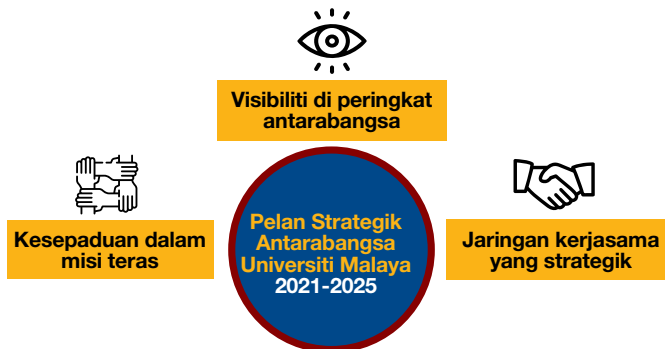 Visibiliti di peringkat
antarabangsa
Kesepaduan dalam
misi teras
Pelan Strategik
Antarabangsa
Universiti Malaya
2021-2025
Jaringan kerjasama
yang strategik